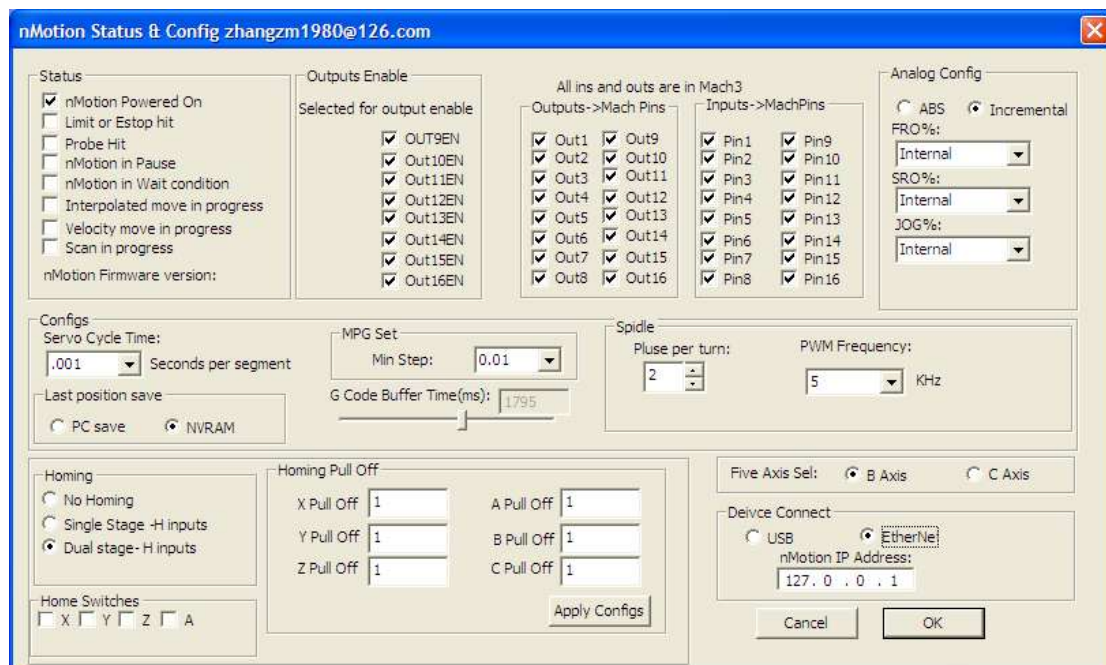 nMotion Status & Config zhangzm1980@126.com
Status
nMotion Powered On
Limit or Estop hit
Probe Hit
nMotion in Pause
nMotion in Wait condition
Interpolated move in progress
Velocity move in progress
Scan in progress
nMotion Firmware version:
Outputs Enable
Selected for output enable
OUT9EN
Out10EN
Out11EN
Out12EN
Out13EN
Out14EN
Out15EN
Out16EN
All ins and outs are in Mach3
Outputs->Mach Pins
Out1 Out9
Out2 Out10
Out3 Out11
Out4 Out12
Out5 Out13
Out6 Out14
Out7 Out15
Out8 Out16
Inputs->MachPins
Pin1 Pin9
Pin2 Pin10
Pin3 Pin11
Pin4 Pin12
Pin5 Pin13
Pin6 Pin14
Pin7 Pin15
Pin8 Pin16
Analog Config
ABS Incremental
FRO%:
Internal
SRO%:
Internal
JOG%:
Internal
Configs
Servo Cycle Time:
.001 Seconds per segment
Last position save
PC save NVRAM
MPG Set
Min Step: 0.01
G Code Buffer Time(ms): 1795
Spidle
Pluse per turn:
2
PWM Frequency:
5 KHz
Homing
No Homing
Single Stage -H inputs
Dual stage- H inputs
Home Switches
X Y Z A
Homing Pull Off
X Pull Off 1 A Pull Off 1
Y Pull Off 1 B Pull Off 1
Z Pull Off 1 C Pull Off 1
Apply Configs
Five Axis Sel: B Axis C Axis
Deivce Connect
USB EtherNe
nMotion IP Address:
127. 0 . 0 . 1
Cancel OK